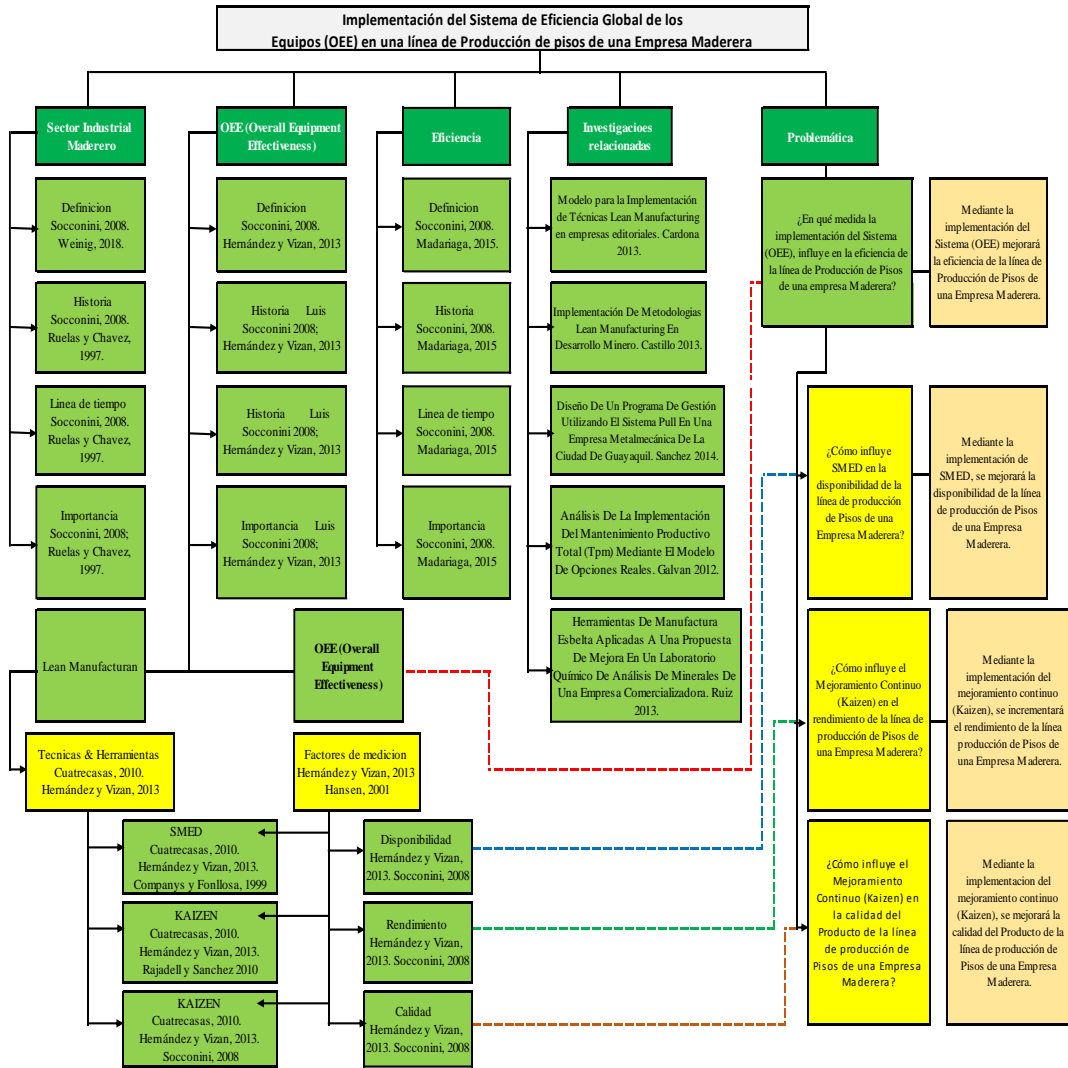 Implementación del Sistema de Eficiencia Global de los
Equipos (OEE) en una línea de Producción de pisos de una Empresa Maderera
Sector Industrial
Maderero
OEE (Overall Equipment
Effectiveness)
Eficiencia
Investigacioes
relacionadas
Problemática
Definicion
Socconini, 2008.
Weinig, 2018.
Definicion
Socconini, 2008.
Hernández y Vizan, 2013
Definicion
Socconini, 2008.
Madariaga, 2015.
Modelo para la Implementación
de Técnicas Lean Manufacturing
en empresas editoriales. Cardona
2013.
¿En qué medida la
implementación del Sistema
(OEE), influye en la eficiencia de
la línea de Producción de Pisos
de una empresa Maderera?
Mediante la
implementación del
Sistema (OEE) mejorará
la eficiencia de la línea de
Producción de Pisos de
una Empresa Maderera.
Historia
Socconini, 2008.
Ruelas y Chavez,
1997.
Historia Luis
Socconini 2008;
Hernández y Vizan, 2013
Historia
Socconini, 2008.
Madariaga, 2015
Implementación De Metodologias
Lean Manufacturing En
Desarrollo Minero. Castillo 2013.
Linea de tiempo
Socconini, 2008.
Ruelas y Chavez,
1997.
Historia Luis
Socconini 2008;
Hernández y Vizan, 2013
Linea de tiempo
Socconini, 2008.
Madariaga, 2015
Diseño De Un Programa De Gestión
Utilizando El Sistema Pull En Una
Empresa Metalmecánica De La
Ciudad De Guayaquil. Sanchez 2014.
¿Cómo influye
SMED en la
disponibilidad de la
línea de producción
de Pisos de una
Empresa Maderera?
Mediante la
implementación de
SMED, se mejorará la
disponibilidad de la línea
de producción de Pisos
de una Empresa
Maderera.
Importancia
Socconini, 2008;
Ruelas y Chavez,
1997.
Importancia Luis
Socconini 2008;
Hernández y Vizan, 2013
Importancia
Socconini, 2008.
Madariaga, 2015
Análisis De La Implementación
Del Mantenimiento Productivo
Total (Tpm) Mediante El Modelo
De Opciones Reales. Galvan 2012.
Lean Manufacturan
OEE (Overall
Equipment
Effectiveness)
Herramientas De Manufactura
Esbelta Aplicadas A Una Propuesta
De Mejora En Un Laboratorio
Químico De Análisis De Minerales De
Una Empresa Comercializadora. Ruiz
2013.
¿Cómo influye el
Mejoramiento Continuo
(Kaizen) en el
rendimiento de la línea de
producción de Pisos de
una Empresa Maderera?
Mediante la
implementación del
mejoramiento continuo
(Kaizen), se incrementará
el rendimiento de la línea
producción de Pisos de
una Empresa Maderera.
Tecnicas & Herramientas
Cuatrecasas, 2010.
Hernández y Vizan, 2013
Factores de medicion
Hernández y Vizan, 2013
Hansen, 2001
SMED
Cuatrecasas, 2010.
Hernández y Vizan, 2013.
Companys y Fonllosa, 1999
Disponibilidad
Hernández y Vizan,
2013. Socconini, 2008
¿Cómo influye el
Mejoramiento
Continuo (Kaizen) en
la calidad del
Producto de la línea
de producción de
Pisos de una Empresa
Maderera?
Mediante la
implementacion del
mejoramiento continuo
(Kaizen), se mejorará la
calidad del Producto de la
línea de producción de
Pisos de una Empresa
Maderera.
KAIZEN
Cuatrecasas, 2010.
Hernández y Vizan, 2013.
Rajadell y Sanchez 2010
Rendimiento
Hernández y Vizan,
2013. Socconini, 2008
KAIZEN
Cuatrecasas, 2010.
Hernández y Vizan, 2013.
Socconini, 2008
Calidad
Hernández y Vizan,
2013. Socconini, 2008